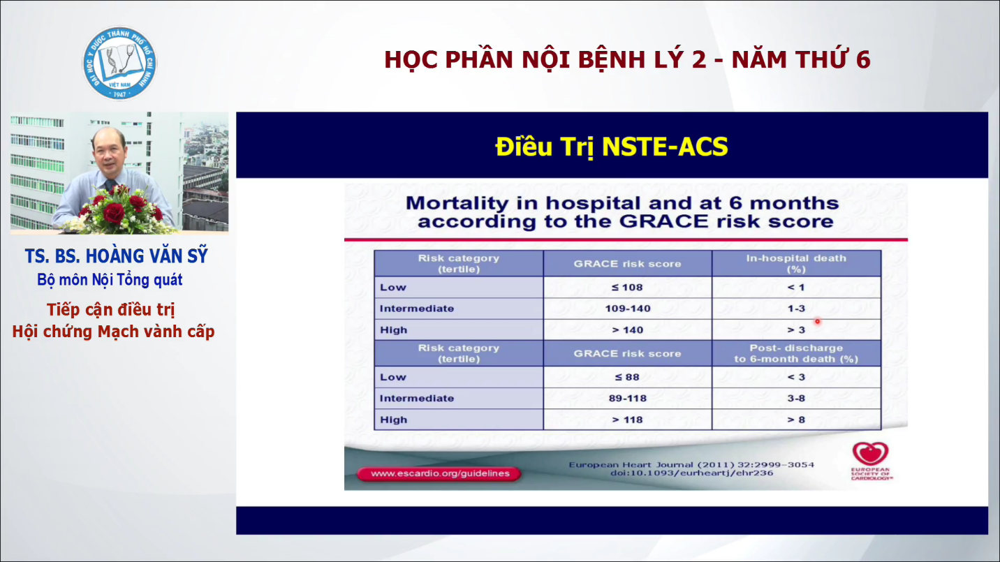 ĐẠI HỌC Y DƯỢC THÀNH PHỐ HỒ CHÍ MINH
VIỆT NAM
1947
HỌC PHẦN NỘI BỆNH LÝ 2 - NĂM THỨ 6
TS. BS. HOÀNG VĂN SỸ
Bộ môn Nội Tổng quát
Tiếp cận điều trị
Hội chứng Mạch vành cấp
Điều Trị NSTE-ACS
Mortality in hospital and at 6 months
according to the GRACE risk score
Risk category
(tertile)
GRACE risk score
In-hospital death
(%)
Low
≤ 108
< 1
Intermediate
109-140
1-3
High
> 140
> 3
Risk category
(tertile)
GRACE risk score
Post- discharge
to 6-month death (%)
Low
≤ 88
< 3
Intermediate
89-118
3-8
High
> 118
> 8
www.escardio.org/guidelines
European Heart Journal (2011) 32:2999–3054
doi:10.1093/eurheartj/ehr236
EUROPEAN
SOCIETY OF
CARDIOLOGY®